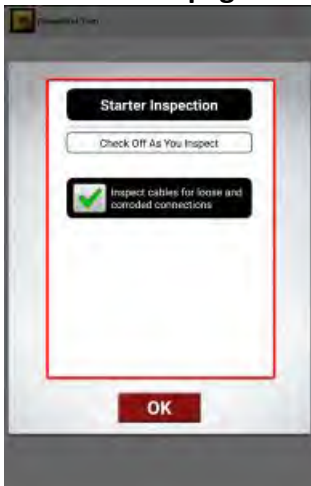 Starter Inspection
Check Off As You Inspect
Inspect cables for loose and
corroded connections
OK